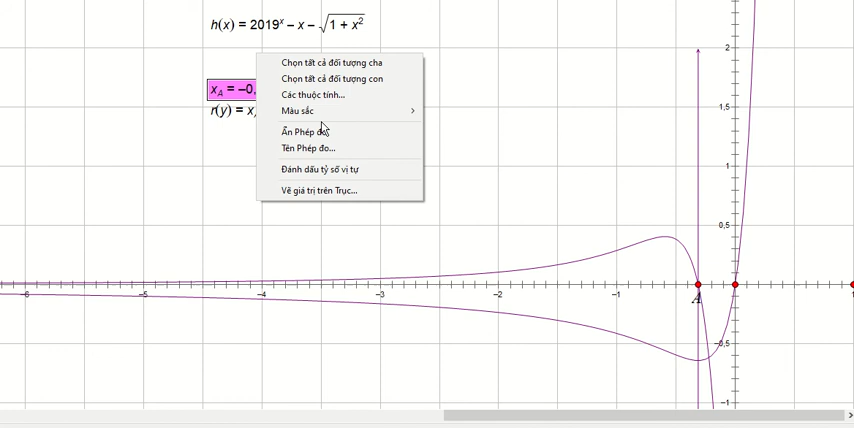 h(x) = 2019ˣ − x − √1 + x²
x_A = −0,
r(y) = x
Chọn tất cả đối tượng cha
Chọn tất cả đối tượng con
Các thuộc tính...
Màu sắc >
Ẩn Phép đo
Tên Phép đo...
Đánh dấu tỷ số vị tự
Vẽ giá trị trên Trục...
2
1,5
1
0,5
-6 -5 -4 -3 -2 -1 A
-0,5
-1